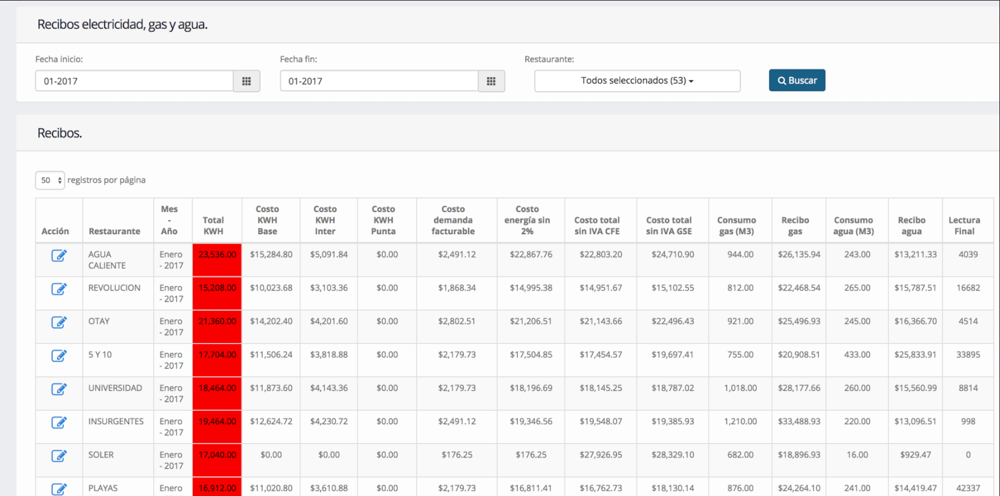 Recibos electricidad, gas y agua.
Fecha inicio: Fecha fin: Restaurante:
01-2017 01-2017 Todos seleccionados (53) Buscar
Recibos.
50 registros por página
Acción Restaurante Mes - Año Total KWH Costo KWH Base Costo KWH Inter Costo KWH Punta Costo demanda facturable Costo energía sin 2% Costo total sin IVA CFE Costo total sin IVA GSE Consumo gas (M3) Recibo gas Consumo agua (M3) Recibo agua Lectura Final
AGUA CALIENTE Enero - 2017 23,536.00 $15,284.80 $5,091.84 $0.00 $2,491.12 $22,867.76 $22,803.20 $24,710.90 944.00 $26,135.94 243.00 $13,211.33 4039
REVOLUCION Enero - 2017 15,208.00 $10,023.68 $3,103.36 $0.00 $1,868.34 $14,995.38 $14,951.67 $15,102.55 812.00 $22,468.54 265.00 $15,787.51 16682
OTAY Enero - 2017 21,360.00 $14,202.40 $4,201.60 $0.00 $2,802.51 $21,206.51 $21,143.66 $22,496.43 921.00 $25,496.93 245.00 $16,366.70 4514
5 Y 10 Enero - 2017 17,704.00 $11,506.24 $3,818.88 $0.00 $2,179.73 $17,504.85 $17,454.57 $19,697.41 755.00 $20,908.51 433.00 $25,833.91 33895
UNIVERSIDAD Enero - 2017 18,464.00 $11,873.60 $4,143.36 $0.00 $2,179.73 $18,196.69 $18,145.25 $18,787.02 1,018.00 $28,177.66 260.00 $15,560.99 8814
INSURGENTES Enero - 2017 19,464.00 $12,624.72 $4,230.72 $0.00 $2,491.12 $19,346.56 $19,548.07 $19,385.93 1,210.00 $33,488.93 220.00 $13,096.51 998
SOLER Enero - 2017 17,040.00 $0.00 $0.00 $0.00 $176.25 $176.25 $27,926.95 $28,329.10 682.00 $18,896.93 16.00 $929.47 0
PLAYAS Enero 16,912.00 $11,020.80 $3,610.88 $0.00 $2,179.73 $16,811.41 $16,762.73 $18,130.14 876.00 $24,264.10 241.00 $14,419.47 42337